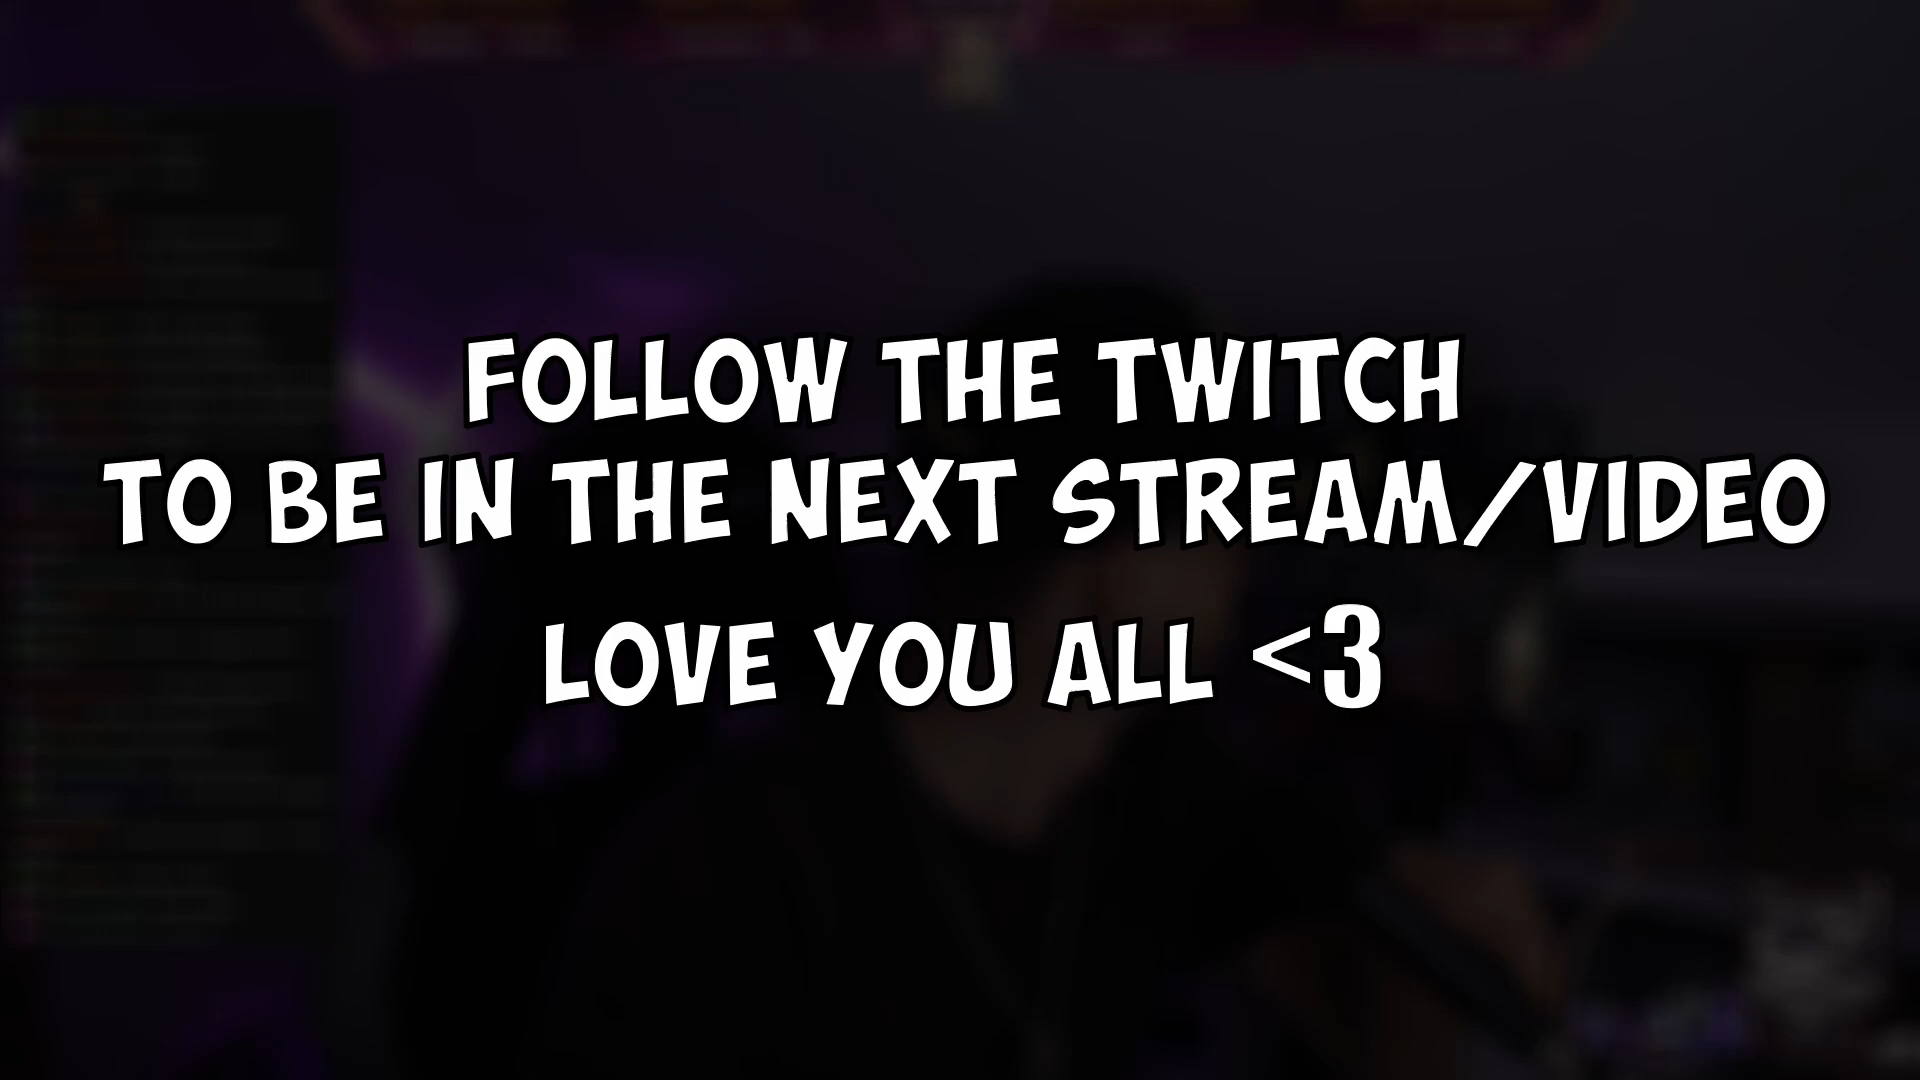 FOLLOW THE TWITCH
TO BE IN THE NEXT STREAM/VIDEO
LOVE YOU ALL <3